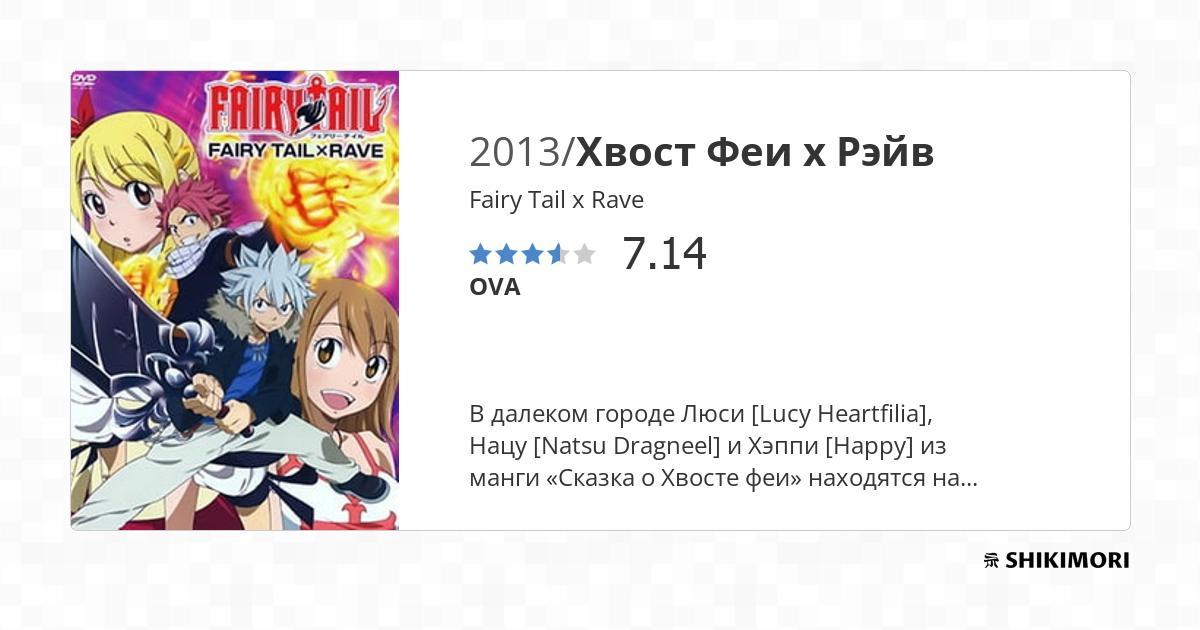 DVD
FAIRY TAIL
フェアリーテイル
FAIRY TAIL×RAVE
2013/Хвост Феи x Рэйв
Fairy Tail x Rave
7.14
OVA
В далеком городе Люси [Lucy Heartfilia],
Нацу [Natsu Dragneel] и Хэппи [Happy] из
манги «Сказка о Хвосте феи» находятся на...
SHIKIMORI